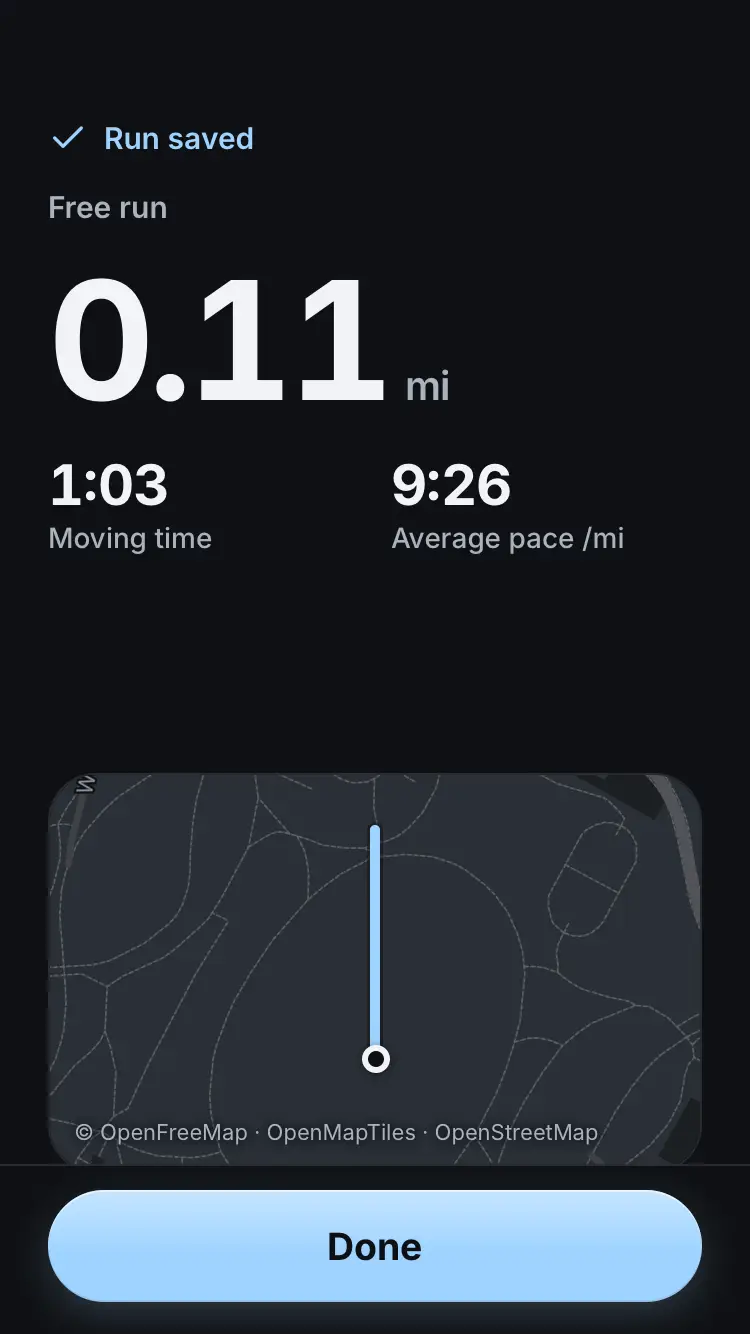 Run saved
Free run
0.11 mi
1:03 9:26
Moving time Average pace /mi
W
© OpenFreeMap · OpenMapTiles · OpenStreetMap
Done